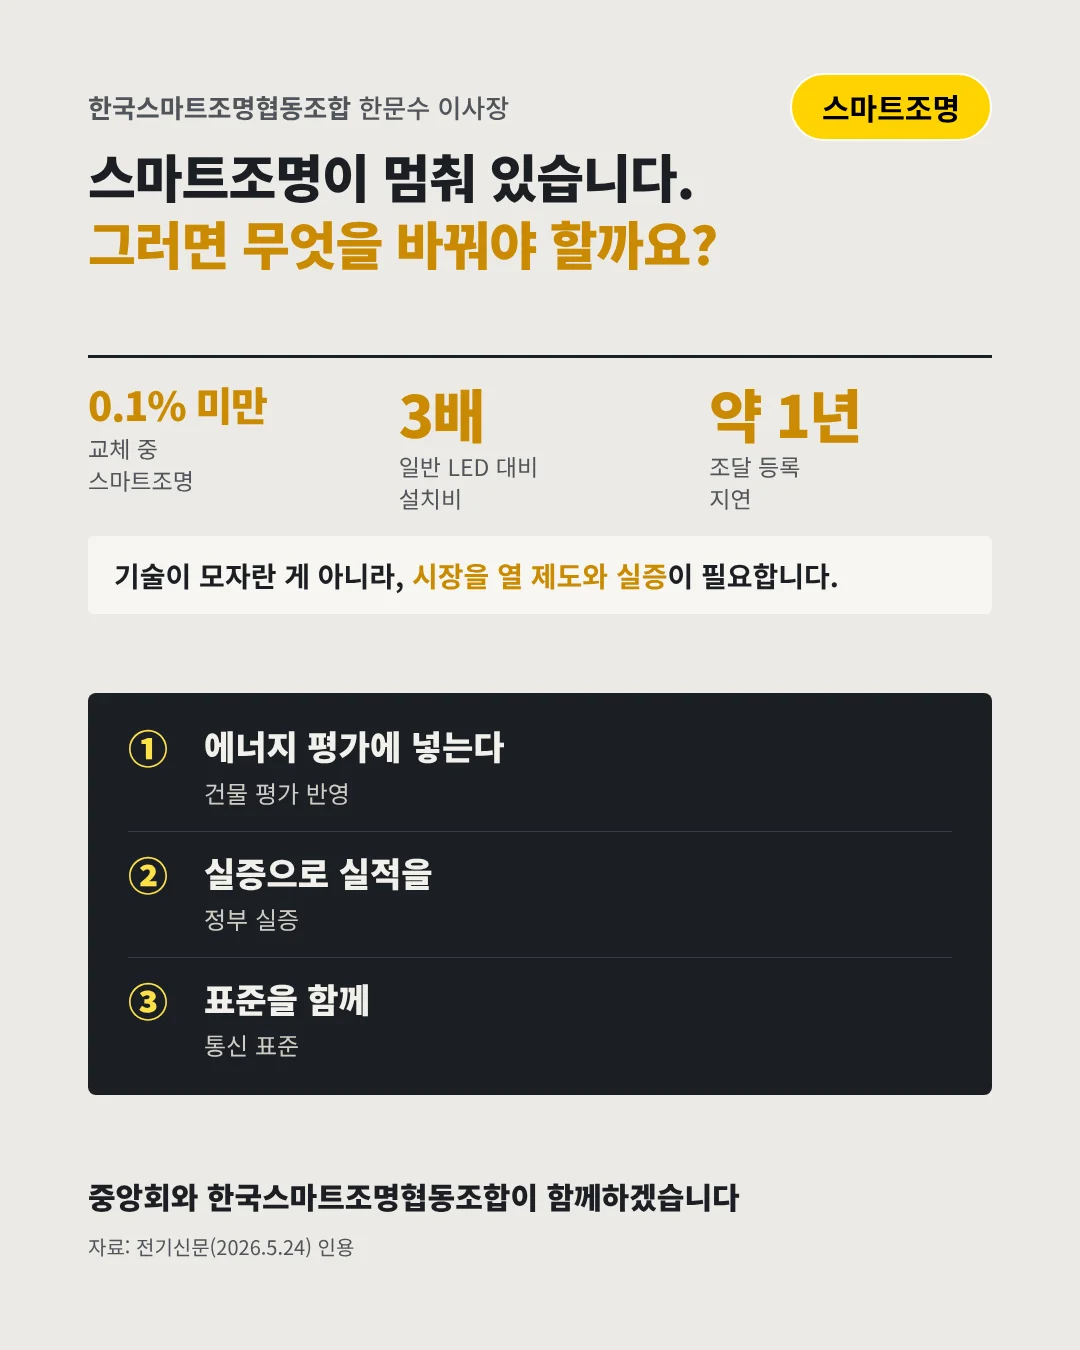 한국스마트조명협동조합 한문수 이사장
스마트조명
스마트조명이 멈춰 있습니다.
그러면 무엇을 바꿔야 할까요?
0.1% 미만
교체 중
스마트조명
3배
일반 LED 대비
설치비
약 1년
조달 등록
지연
기술이 모자란 게 아니라, 시장을 열 제도와 실증이 필요합니다.
① 에너지 평가에 넣는다
건물 평가 반영
② 실증으로 실적을
정부 실증
③ 표준을 함께
통신 표준
중앙회와 한국스마트조명협동조합이 함께하겠습니다
자료: 전기신문(2026.5.24) 인용